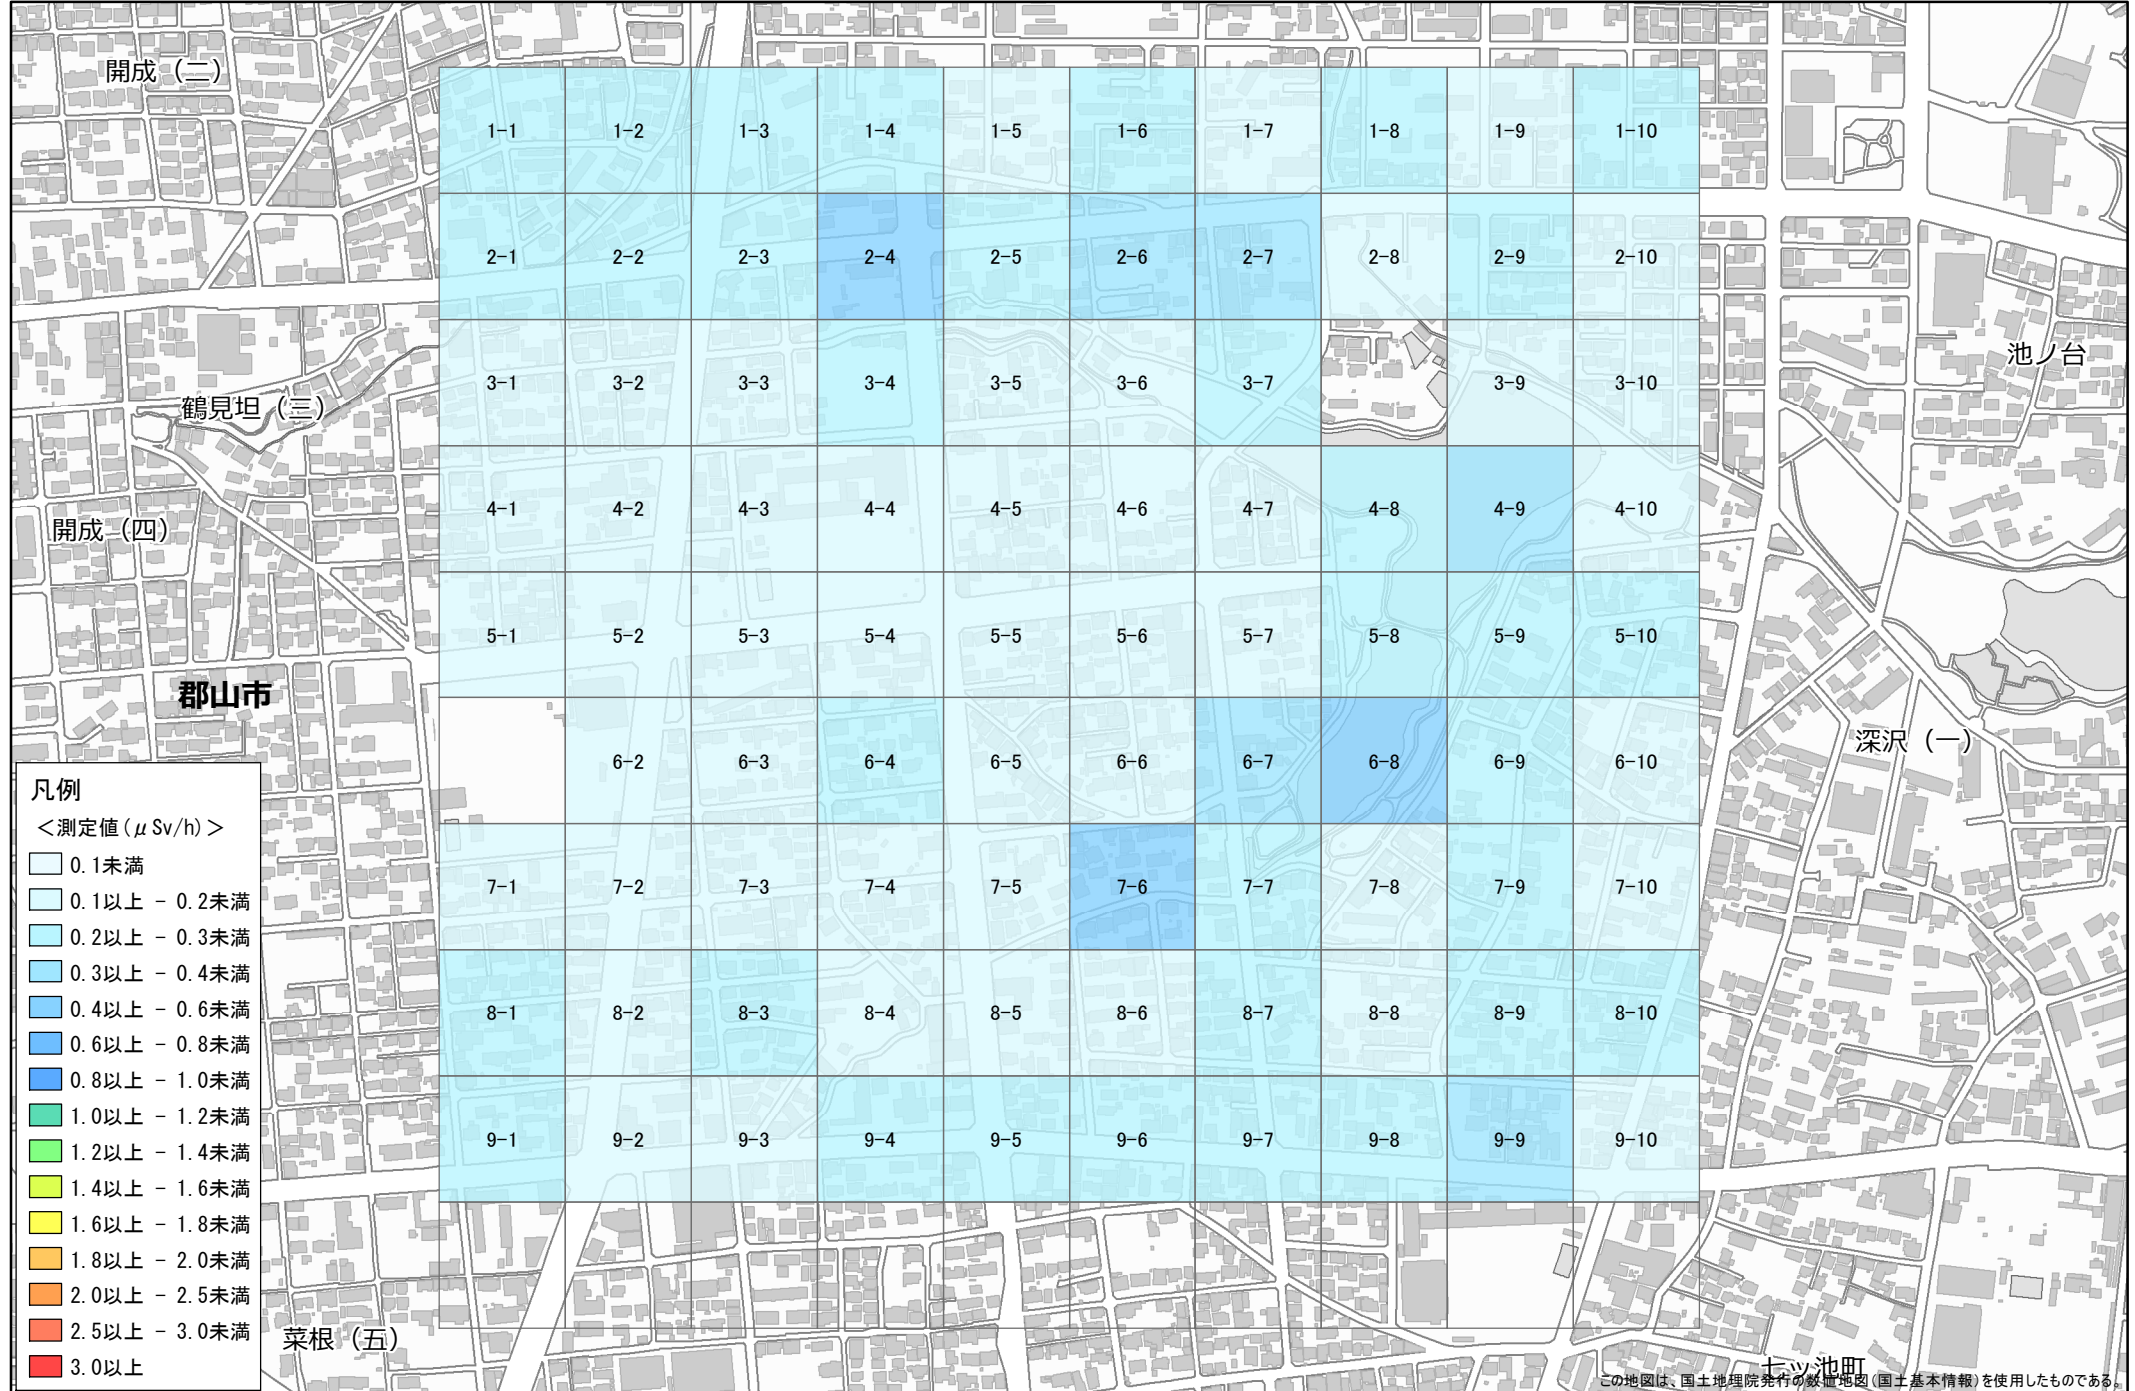 開成（二）
1-1 1-2 1-3 1-4 1-5 1-6 1-7 1-8 1-9 1-10
2-1 2-2 2-3 2-4 2-5 2-6 2-7 2-8 2-9 2-10
池ノ台
3-1 3-2 3-3 3-4 3-5 3-6 3-7 3-9 3-10
鶴見坦（三）
4-1 4-2 4-3 4-4 4-5 4-6 4-7 4-8 4-9 4-10
開成（四）
5-1 5-2 5-3 5-4 5-5 5-6 5-7 5-8 5-9 5-10
郡山市
深沢（一）
6-2 6-3 6-4 6-5 6-6 6-7 6-8 6-9 6-10
7-1 7-2 7-3 7-4 7-5 7-6 7-7 7-8 7-9 7-10
8-1 8-2 8-3 8-4 8-5 8-6 8-7 8-8 8-9 8-10
9-1 9-2 9-3 9-4 9-5 9-6 9-7 9-8 9-9 9-10
凡例
＜測定値（μSv/h）＞
0.1未満
0.1以上 - 0.2未満
0.2以上 - 0.3未満
0.3以上 - 0.4未満
0.4以上 - 0.6未満
0.6以上 - 0.8未満
0.8以上 - 1.0未満
1.0以上 - 1.2未満
1.2以上 - 1.4未満
1.4以上 - 1.6未満
1.6以上 - 1.8未満
1.8以上 - 2.0未満
2.0以上 - 2.5未満
2.5以上 - 3.0未満
3.0以上
菜根（五）
七ッ池町
この地図は、国土地理院発行の数値地図（国土基本情報）を使用したものである。